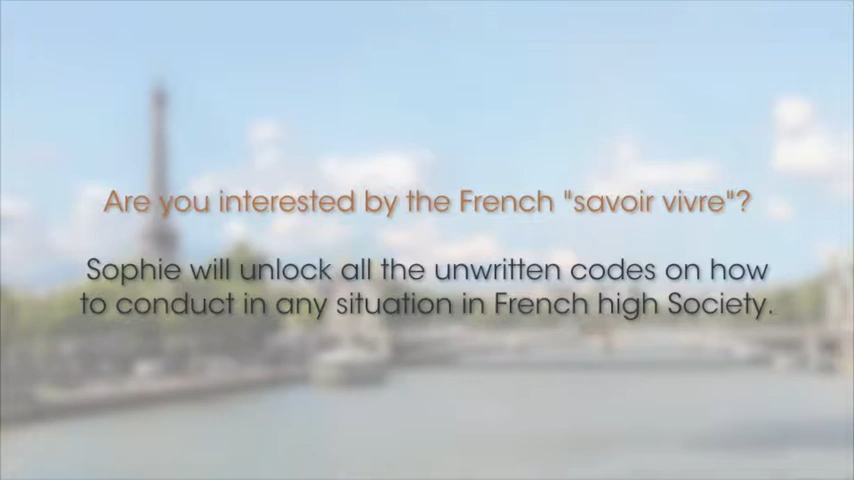 Are you interested by the French "savoir vivre"?
Sophie will unlock all the unwritten codes on how
to conduct in any situation in French high Society.